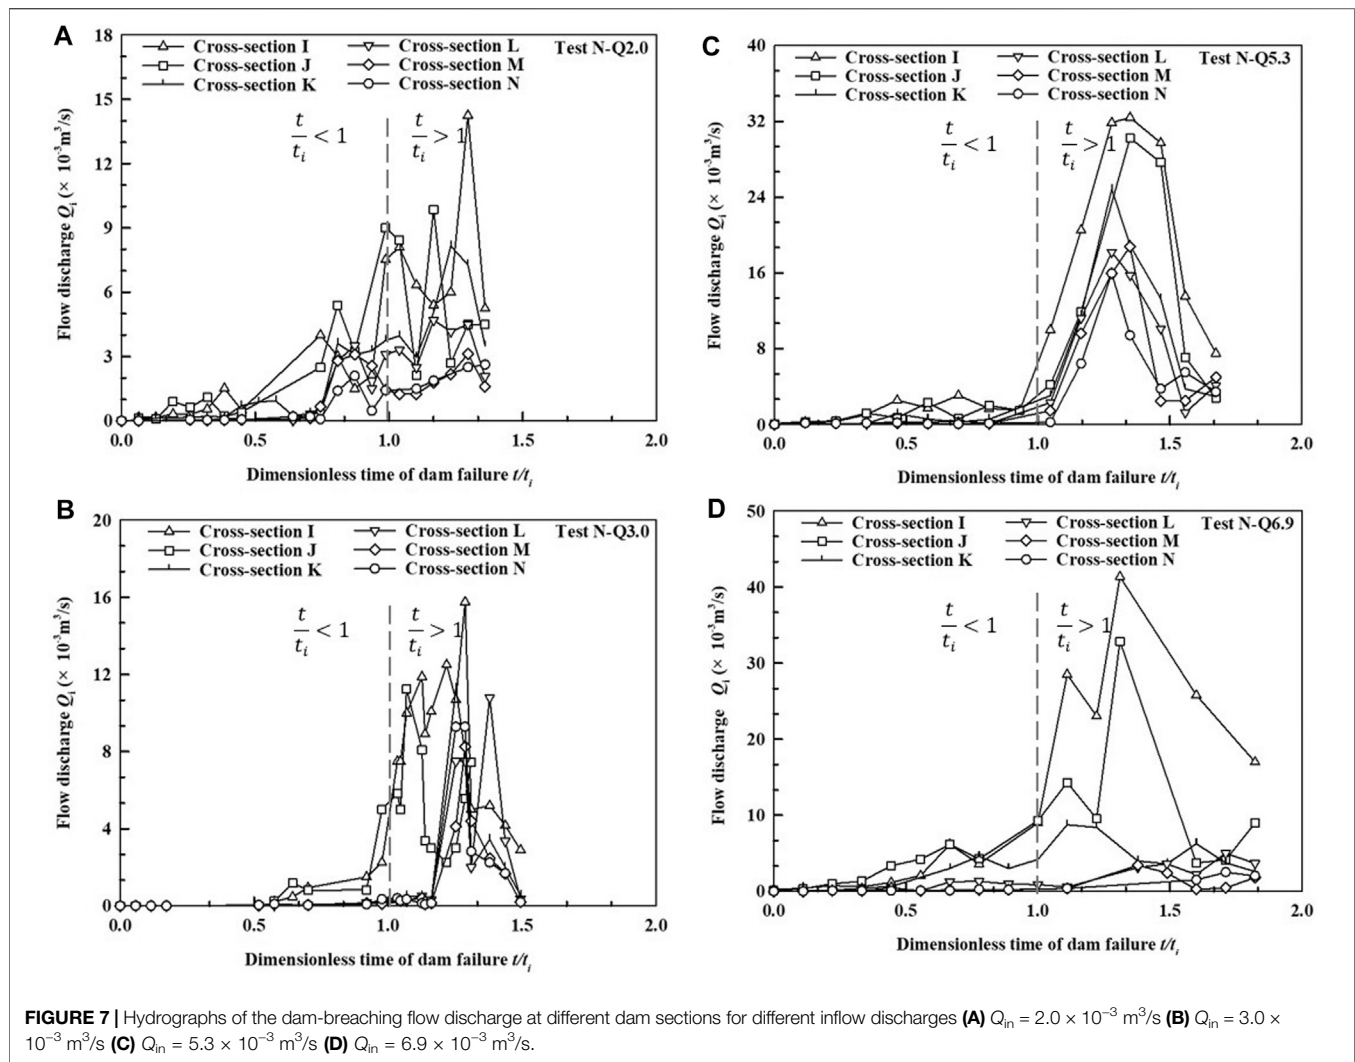 A
18
15
12
9
6
3
0
Flow discharge Qi (× 10-3m3/s)
Cross-section I
Cross-section J
Cross-section K
Cross-section L
Cross-section M
Cross-section N
Test N-Q2.0
t/ti < 1
t/ti > 1
0.0 0.5 1.0 1.5 2.0
Dimensionless time of dam failure t/ti
B
20
16
12
8
4
0
Flow discharge Qi (× 10-3m3/s)
Cross-section I
Cross-section J
Cross-section K
Cross-section L
Cross-section M
Cross-section N
Test N-Q3.0
t/ti < 1
t/ti > 1
0.0 0.5 1.0 1.5 2.0
Dimensionless time of dam failure t/ti
C
40
32
24
16
8
0
Flow discharge Qi (× 10-3m3/s)
Cross-section I
Cross-section J
Cross-section K
Cross-section L
Cross-section M
Cross-section N
Test N-Q5.3
t/ti < 1
t/ti > 1
0.0 0.5 1.0 1.5 2.0
Dimensionless time of dam failure t/ti
D
50
40
30
20
10
0
Flow discharge Qi (× 10-3m3/s)
Cross-section I
Cross-section J
Cross-section K
Cross-section L
Cross-section M
Cross-section N
Test N-Q6.9
t/ti < 1
t/ti > 1
0.0 0.5 1.0 1.5 2.0
Dimensionless time of dam failure t/ti
FIGURE 7 | Hydrographs of the dam-breaching flow discharge at different dam sections for different inflow discharges (A) Qin = 2.0 × 10−3 m3/s (B) Qin = 3.0 ×
10−3 m3/s (C) Qin = 5.3 × 10−3 m3/s (D) Qin = 6.9 × 10−3 m3/s.